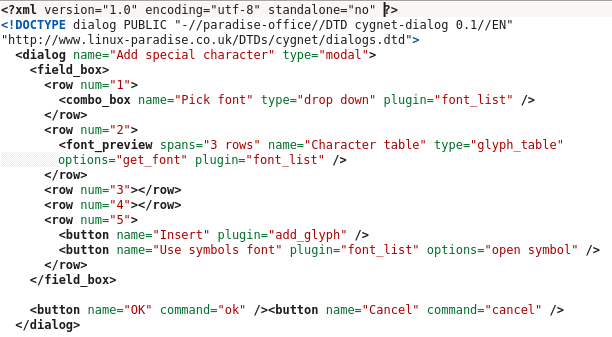 <?xml version="1.0" encoding="utf-8" standalone="no" ?>
<!DOCTYPE dialog PUBLIC "-//paradise-office//DTD cygnet-dialog 0.1//EN"
"http://www.linux-paradise.co.uk/DTDs/cygnet/dialogs.dtd">
  <dialog name="Add special character" type="modal">
    <field_box>
      <row num="1">
        <combo_box name="Pick font" type="drop down" plugin="font_list" />
      </row>
      <row num="2">
        <font_preview spans="3 rows" name="Character table" type="glyph_table"
        options="get_font" plugin="font_list" />
      </row>
      <row num="3"></row>
      <row num="4"></row>
      <row num="5">
        <button name="Insert" plugin="add_glyph" />
        <button name="Use symbols font" plugin="font_list" options="open symbol" />
      </row>
    </field_box>

    <button name="OK" command="ok" /><button name="Cancel" command="cancel" />
  </dialog>